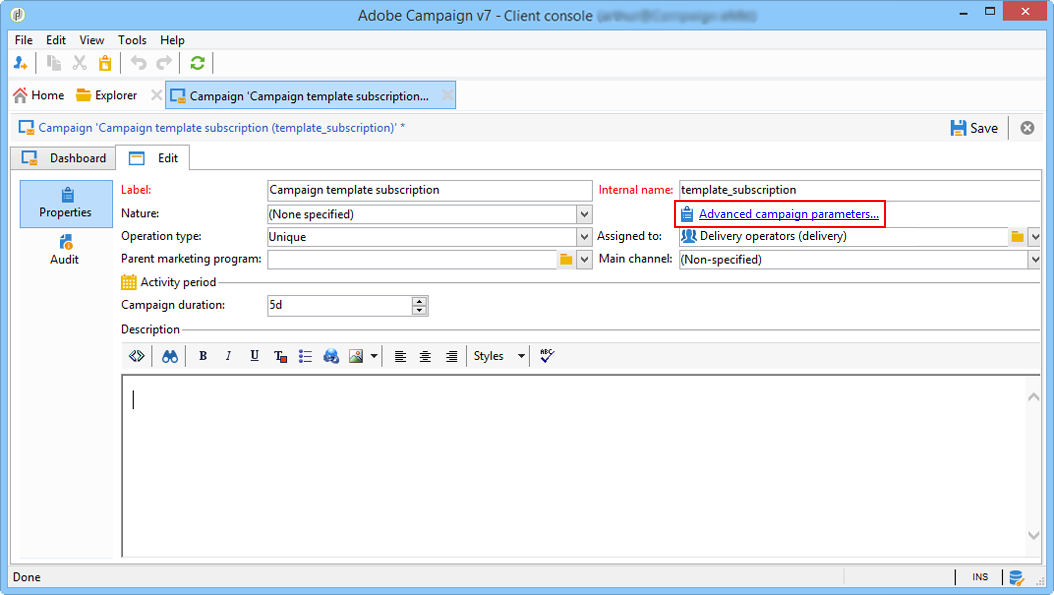 Adobe Campaign v7 - Client console
File Edit View Tools Help
Home Explorer Campaign 'Campaign template subscription...
Campaign 'Campaign template subscription (template_subscription)' * Save
Dashboard Edit
Properties
Audit
Label: Campaign template subscription Internal name: template_subscription
Nature: (None specified) Advanced campaign parameters...
Operation type: Unique Assigned to: Delivery operators (delivery)
Parent marketing program: Main channel: (Non-specified)
Activity period
Campaign duration: 5d
Description
B I U T Styles ABC
Done INS